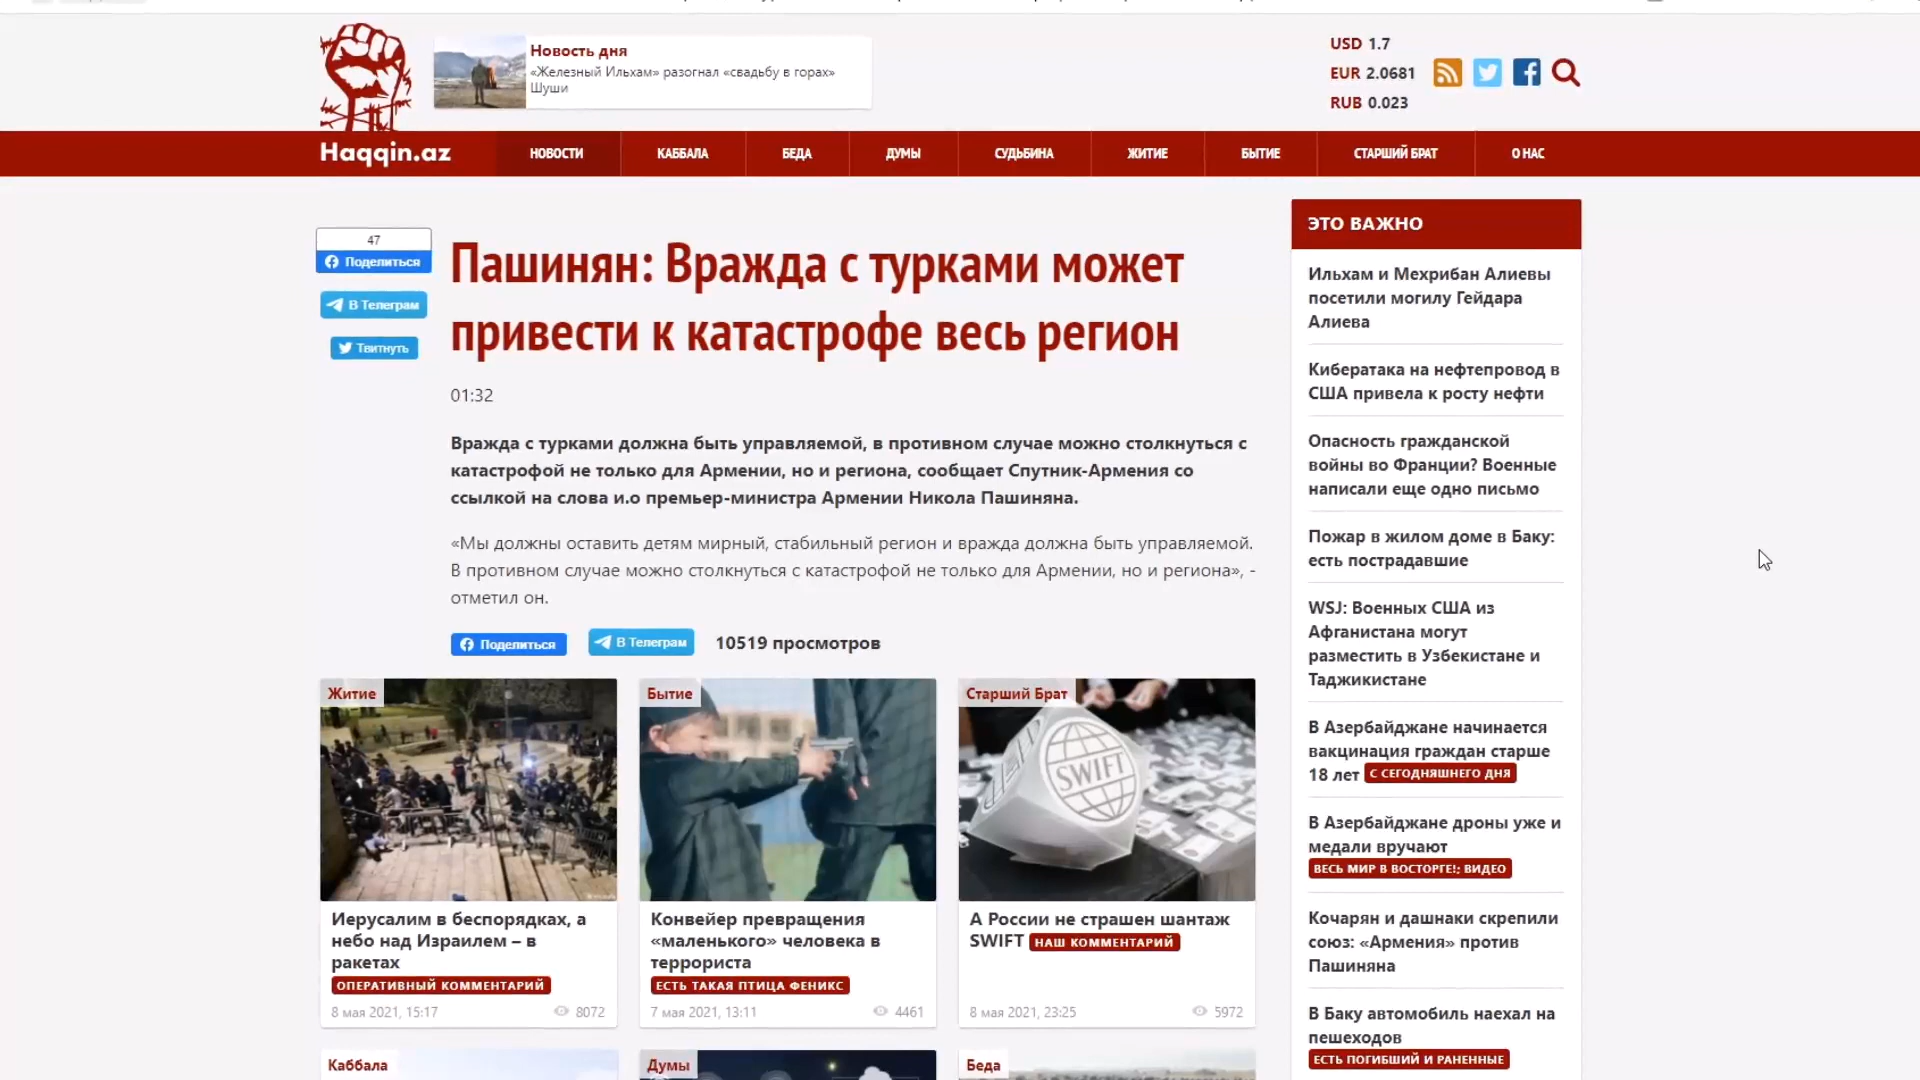 Новость дня
«Железный Ильхам» разогнал «свадьбу в горах»
Шуши
USD 1.7
EUR 2.0681
RUB 0.023
Haqqin.az
НОВОСТИ
КАББАЛА
БЕДА
ДУМЫ
СУДЬБИНА
ЖИТИЕ
БЫТИЕ
СТАРШИЙ БРАТ
О НАС
47
Поделиться
В Телеграм
Твитнуть
Пашинян: Вражда с турками может
привести к катастрофе весь регион
01:32
Вражда с турками должна быть управляемой, в противном случае можно столкнуться с
катастрофой не только для Армении, но и региона, сообщает Спутник-Армения со
ссылкой на слова и.о премьер-министра Армении Никола Пашиняна.
«Мы должны оставить детям мирный, стабильный регион и вражда должна быть управляемой.
В противном случае можно столкнуться с катастрофой не только для Армении, но и региона», -
отметил он.
Поделиться
В Телеграм
10519 просмотров
Житие
Иерусалим в беспорядках, а
небо над Израилем – в
ракетах
ОПЕРАТИВНЫЙ КОММЕНТАРИЙ
8 мая 2021, 15:17
8072
Бытие
Конвейер превращения
«маленького» человека в
террориста
ЕСТЬ ТАКАЯ ПТИЦА ФЕНИКС
7 мая 2021, 13:11
4461
Старший Брат
SWIFT
А России не страшен шантаж
SWIFT НАШ КОММЕНТАРИЙ
8 мая 2021, 23:25
5972
Каббала
Думы
Беда
ЭТО ВАЖНО
Ильхам и Мехрибан Алиевы
посетили могилу Гейдара
Алиева
Кибератака на нефтепровод в
США привела к росту нефти
Опасность гражданской
войны во Франции? Военные
написали еще одно письмо
Пожар в жилом доме в Баку:
есть пострадавшие
WSJ: Военных США из
Афганистана могут
разместить в Узбекистане и
Таджикистане
В Азербайджане начинается
вакцинация граждан старше
18 лет С СЕГОДНЯШНЕГО ДНЯ
В Азербайджане дроны уже и
медали вручают
ВЕСЬ МИР В ВОСТОРГЕ!; ВИДЕО
Кочарян и дашнаки скрепили
союз: «Армения» против
Пашиняна
В Баку автомобиль наехал на
пешеходов
ЕСТЬ ПОГИБШИЙ И РАНЕННЫЕ